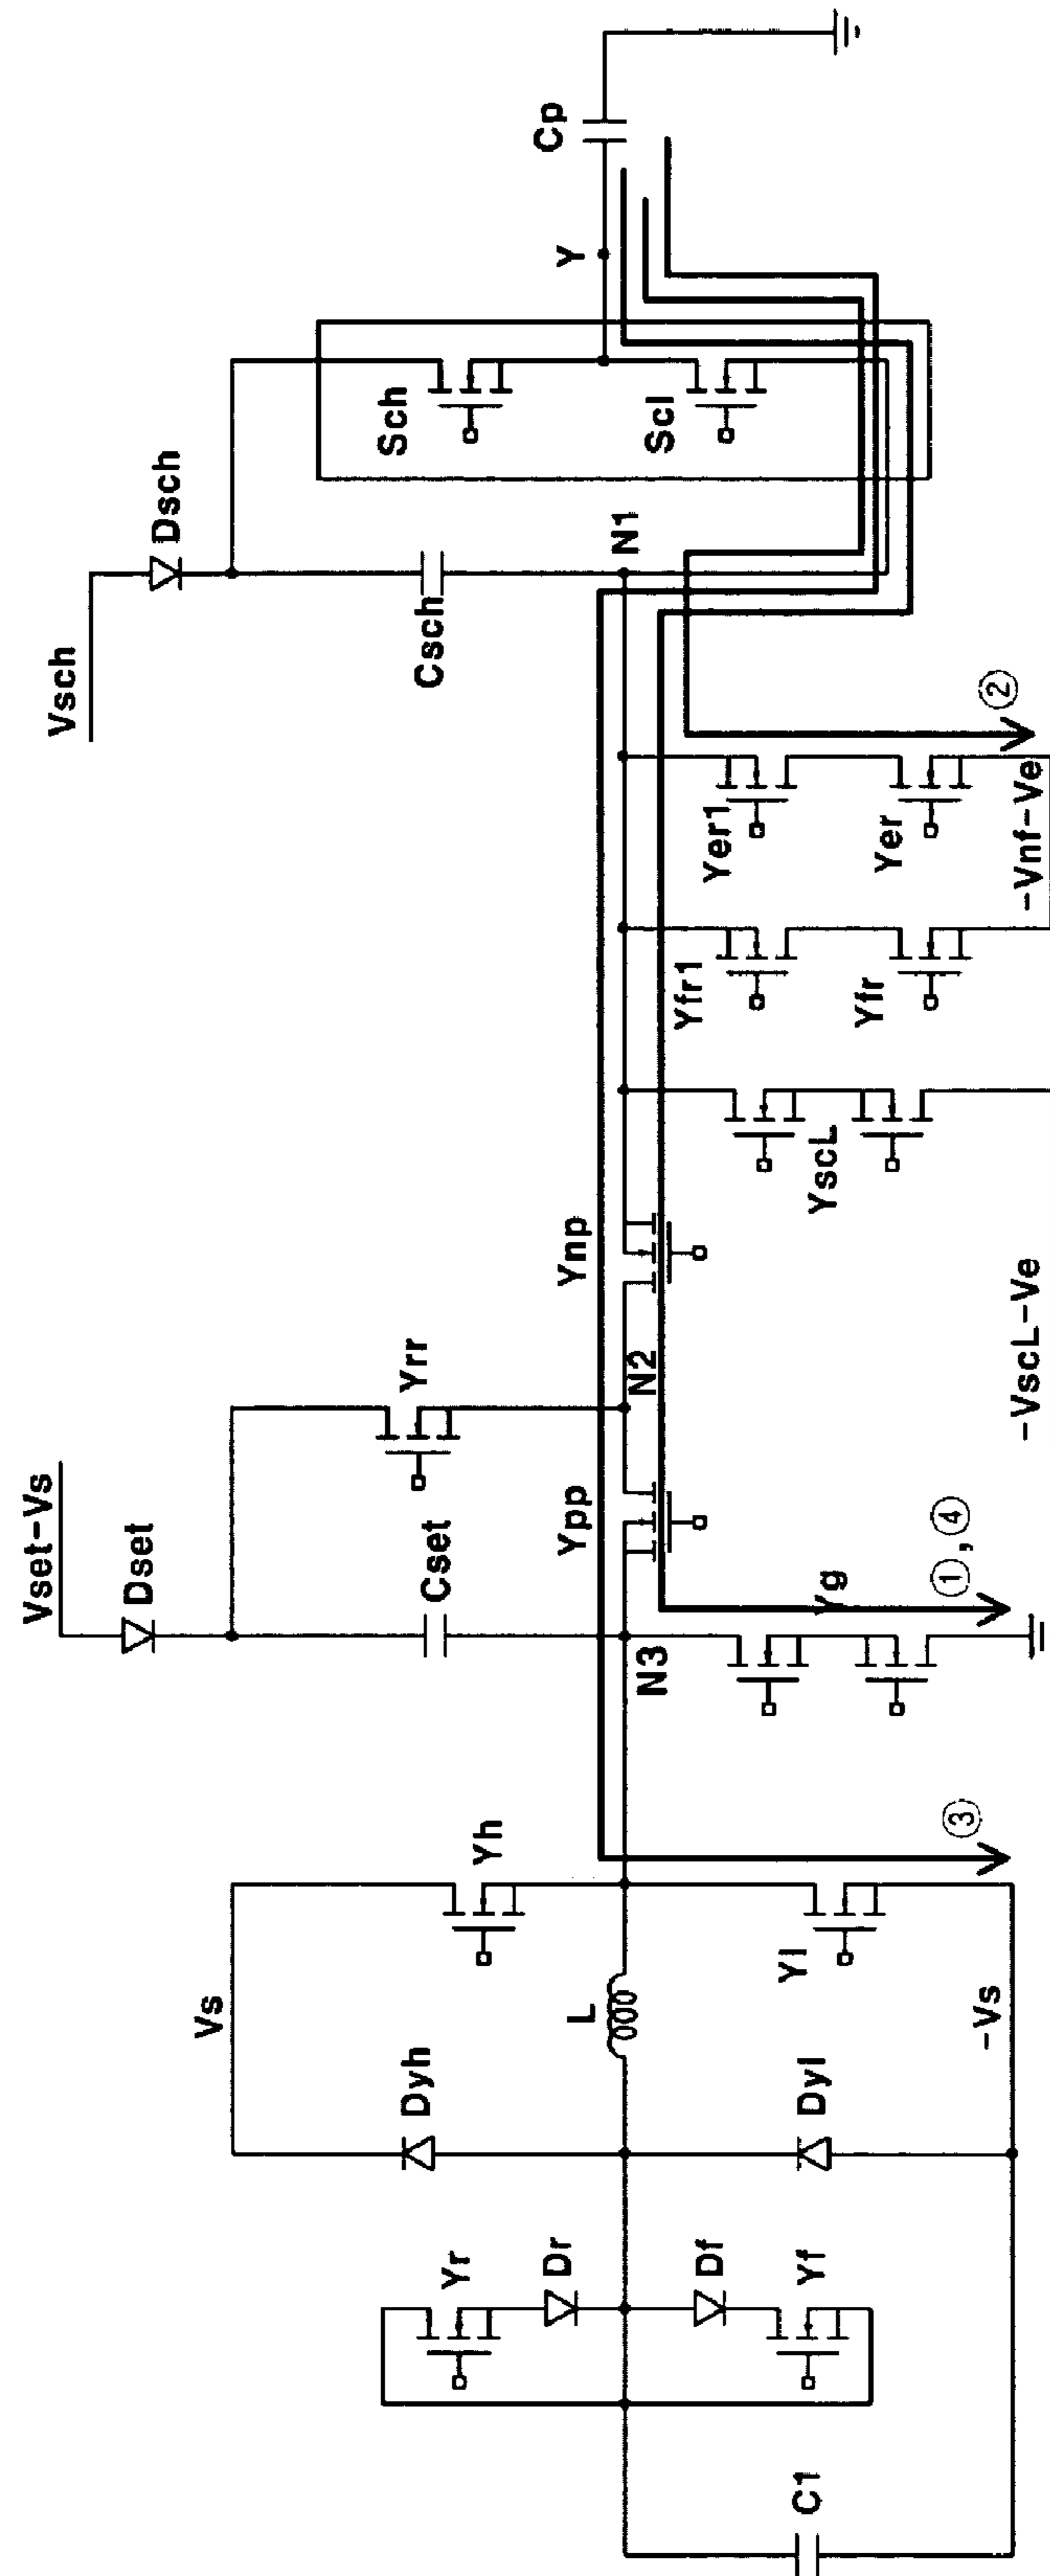 Vsch
Dsch
Csch
Sch
Scl
N1
Y
Cp
Vset-Vs
Dset
Cset
Yrr
Ypp
N2
Ynp
N3
Yg
①,④
YscL
-VscL-Ve
Yfr1
Yfr
Yer1
Yer
-Vnf-Ve
②
③
Vs
Yh
Dyh
L
Yl
Dyl
-Vs
Yr
Dr
Df
Yf
C1